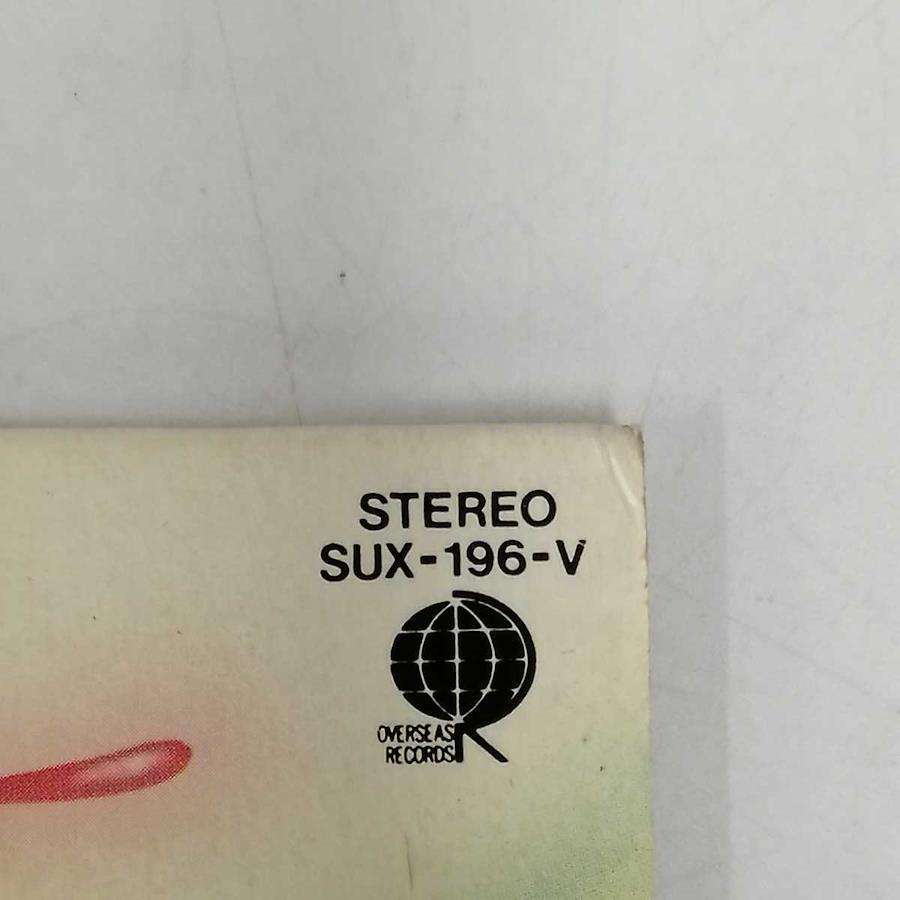 STEREO
SUX-196-V
OVERSEAS
RECORDS